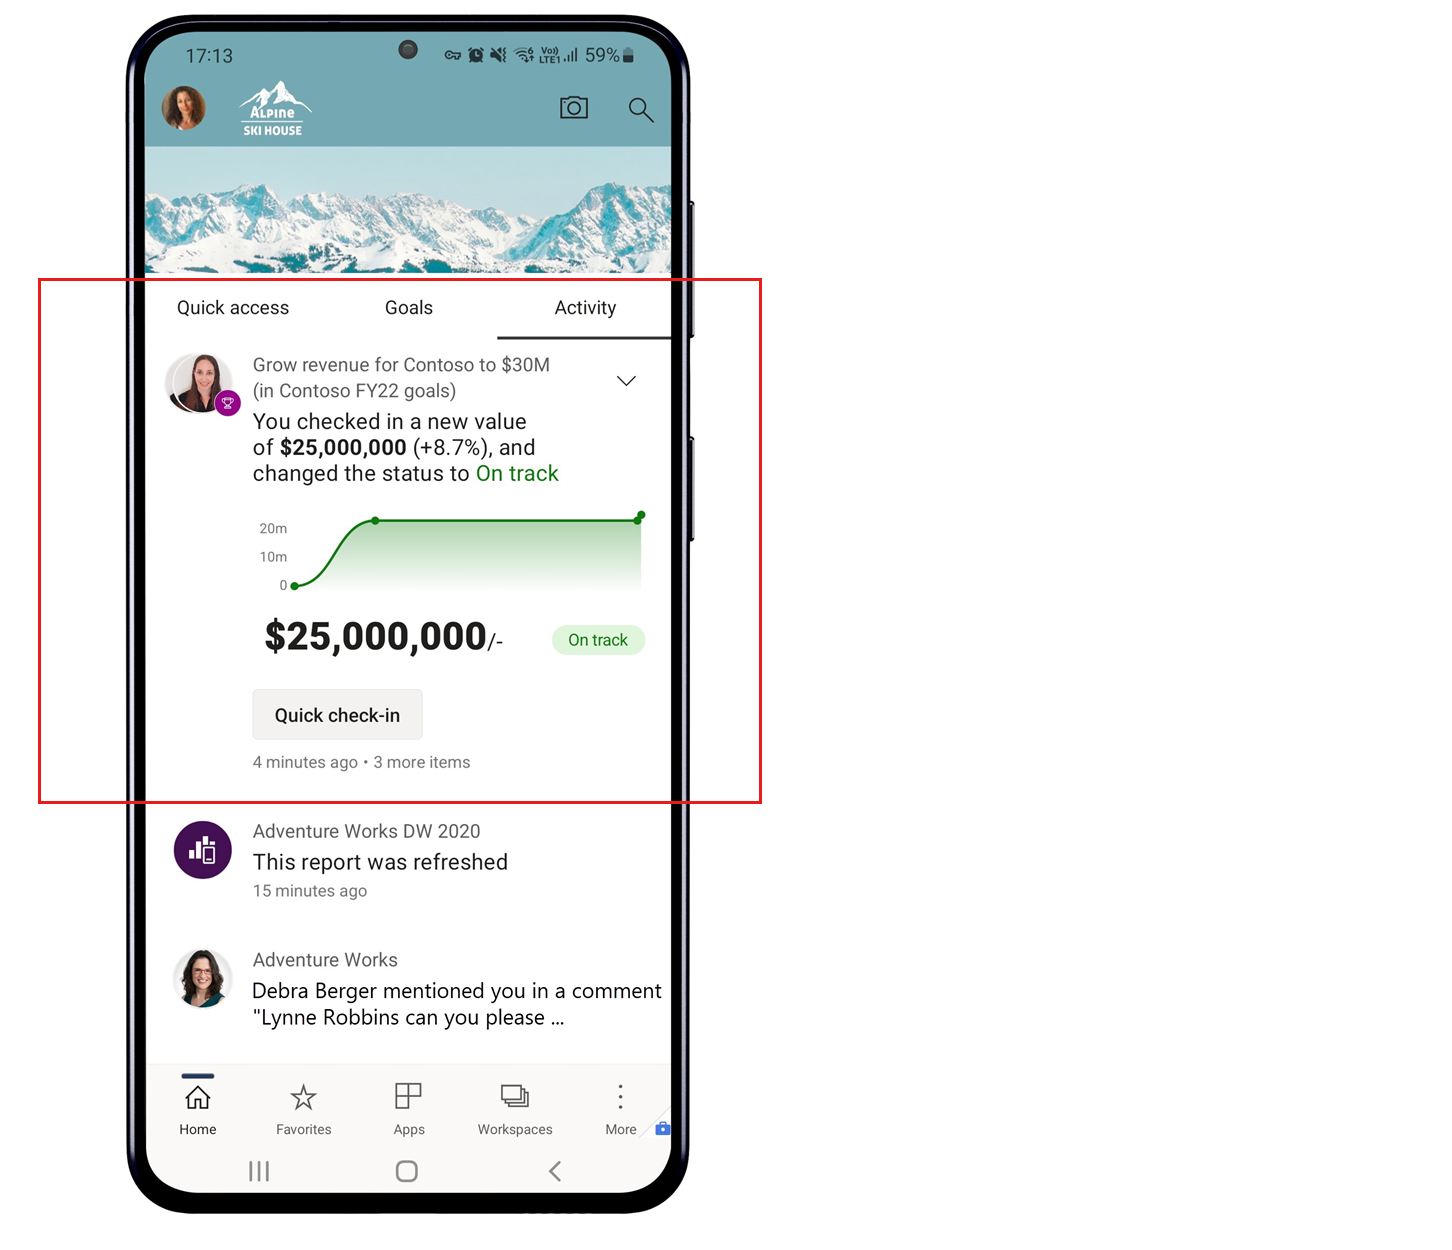 17:13
Vo)) LTE1
59%
ALPINE
SKI HOUSE
Quick access
Goals
Activity
Grow revenue for Contoso to $30M
(in Contoso FY22 goals)
You checked in a new value
of $25,000,000 (+8.7%), and
changed the status to On track
20m
10m
0
$25,000,000/-
On track
Quick check-in
4 minutes ago • 3 more items
Adventure Works DW 2020
This report was refreshed
15 minutes ago
Adventure Works
Debra Berger mentioned you in a comment
"Lynne Robbins can you please ...
Home
Favorites
Apps
Workspaces
More